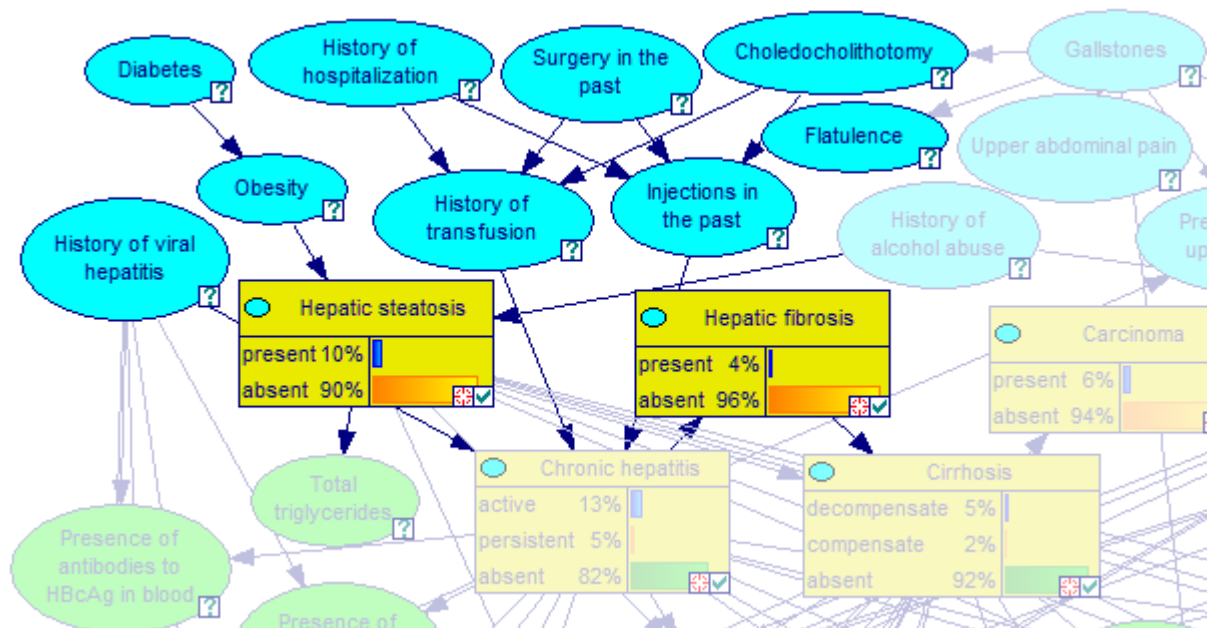 History of
hospitalization
Surgery in the
past
Choledocholithotomy
Gallstones
Diabetes
Flatulence
Upper abdominal pain
Obesity
History of
transfusion
Injections in
the past
History of
alcohol abuse
Pre
up
History of viral
hepatitis
Hepatic steatosis
present 10%
absent 90%
Hepatic fibrosis
present 4%
absent 96%
Carcinoma
present 6%
absent 94%
Total
triglycerides
Chronic hepatitis
active 13%
persistent 5%
absent 82%
Cirrhosis
decompensate 5%
compensate 2%
absent 92%
Presence of
antibodies to
HBcAg in blood
Presence of
?
?
?
?
?
?
?
?
?
?
?
?
?
?